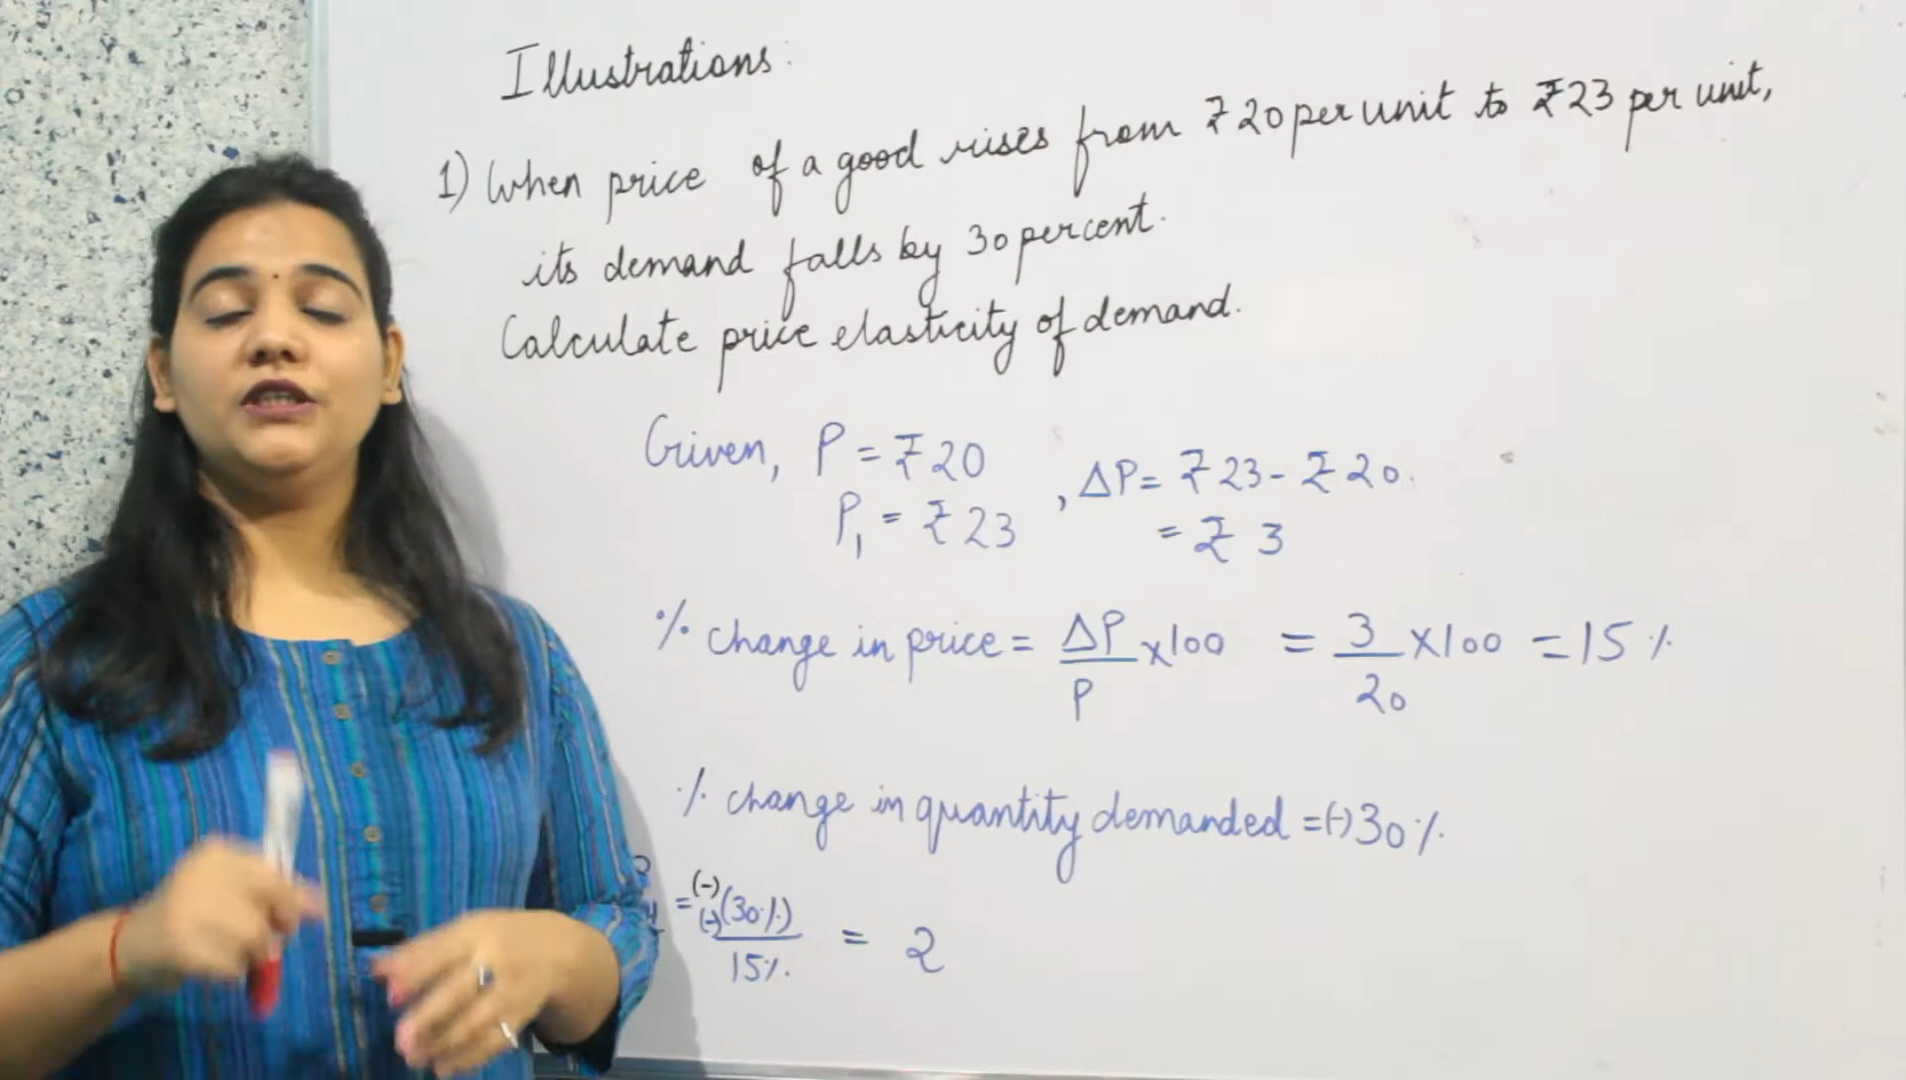 Illustrations:
1) When price of a good rises from ₹20 per unit to ₹23 per unit,
its demand falls by 30 percent.
Calculate price elasticity of demand.
Given, P = ₹20
P₁ = ₹23
, ΔP = ₹23 - ₹20
= ₹3
% change in price = ΔP/P ×100 = 3/20 ×100 = 15%
% change in quantity demanded = (-)30%
= (-)(-)(30%)/15% = 2